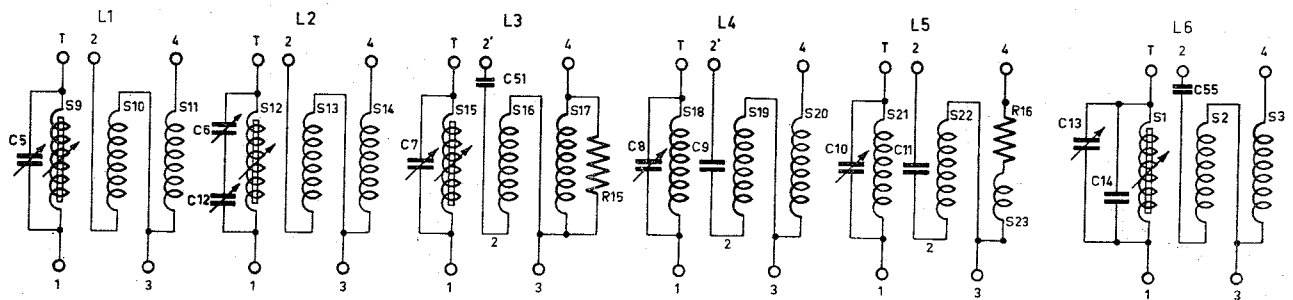 L1 L2 L3 L4 L5 L6
T 2 4 T 2 4 T 2' 4 T 2' 4 T 2 4 T 2 4
C51 C55
S9 S10 S11 S12 S13 S14 S15 S16 S17 S18 S19 S20 S21 S22 R16 S1 S2 S3
C5 C6 C7 C8 C9 C10 C11 C13
C12 R15 S23 C14
2 2 2
1 3 1 3 1 3 1 3 1 3 1 3